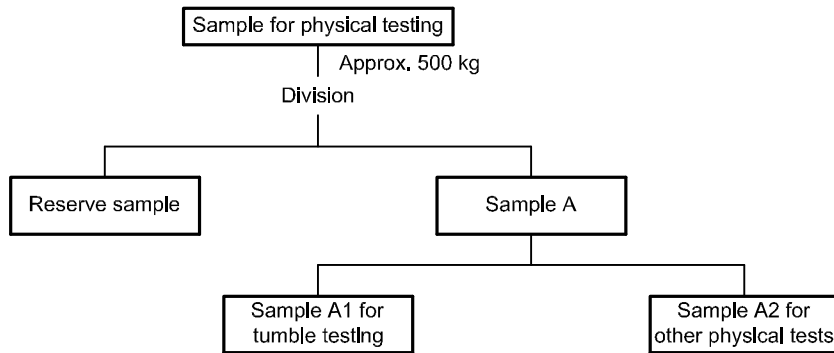 Sample for physical testing
Approx. 500 kg
Division
Reserve sample
Sample A
Sample A1 for
tumble testing
Sample A2 for
other physical tests